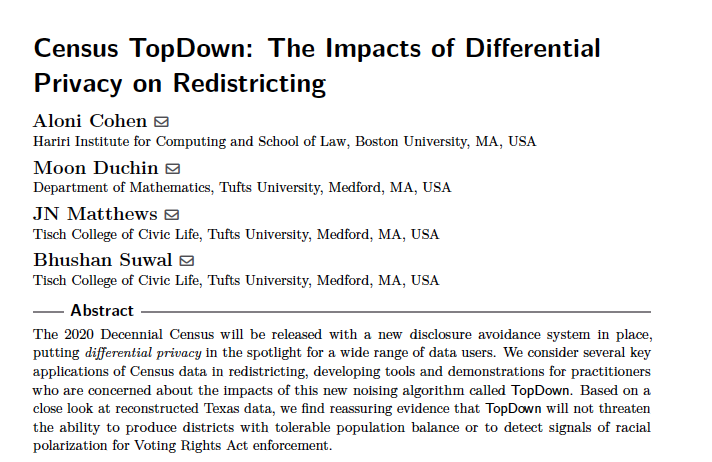 Census TopDown: The Impacts of Differential
Privacy on Redistricting
Aloni Cohen
Hariri Institute for Computing and School of Law, Boston University, MA, USA
Moon Duchin
Department of Mathematics, Tufts University, Medford, MA, USA
JN Matthews
Tisch College of Civic Life, Tufts University, Medford, MA, USA
Bhushan Suwal
Tisch College of Civic Life, Tufts University, Medford, MA, USA
Abstract
The 2020 Decennial Census will be released with a new disclosure avoidance system in place,
putting differential privacy in the spotlight for a wide range of data users. We consider several key
applications of Census data in redistricting, developing tools and demonstrations for practitioners
who are concerned about the impacts of this new noising algorithm called TopDown. Based on a
close look at reconstructed Texas data, we find reassuring evidence that TopDown will not threaten
the ability to produce districts with tolerable population balance or to detect signals of racial
polarization for Voting Rights Act enforcement.